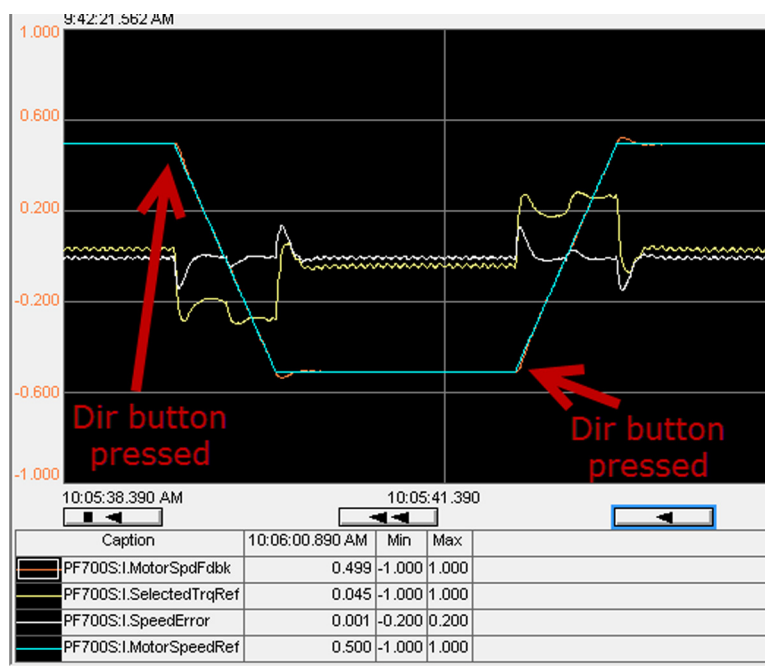 9:42:21.562 AM
1.000
0.600
0.200
-0.200
-0.600
-1.000
Dir button
pressed
Dir button
pressed
10:05:38.390 AM 10:05:41.390
Caption 10:06:00.890 AM Min Max
PF700S:I.MotorSpdFdbk 0.499 -1.000 1.000
PF700S:I.SelectedTrqRef 0.045 -1.000 1.000
PF700S:I.SpeedError 0.001 -0.200 0.200
PF700S:I.MotorSpeedRef 0.500 -1.000 1.000